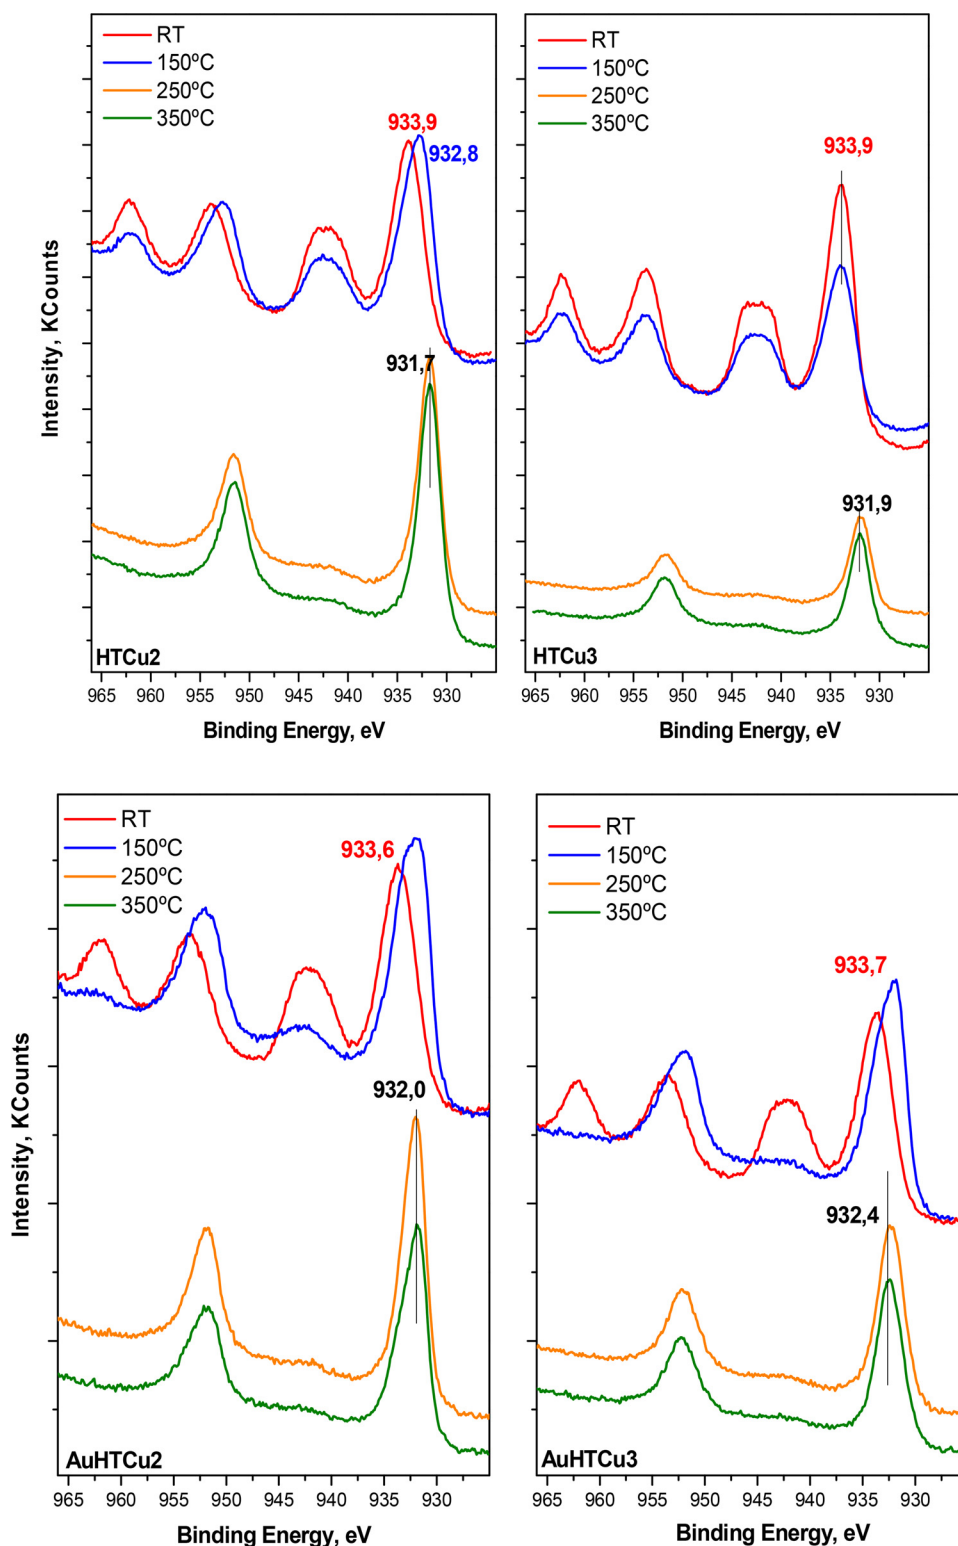 RT
150ºC
250ºC
350ºC
933,9
932,8
931,7
Intensity, KCounts
HTCu2
965 960 955 950 945 940 935 930
Binding Energy, eV
RT
150ºC
250ºC
350ºC
933,9
931,9
HTCu3
965 960 955 950 945 940 935 930
Binding Energy, eV
RT
150ºC
250ºC
350ºC
933,6
932,0
Intensity, KCounts
AuHTCu2
965 960 955 950 945 940 935 930
Binding Energy, eV
RT
150ºC
250ºC
350ºC
933,7
932,4
AuHTCu3
965 960 955 950 945 940 935 930
Binding Energy, eV